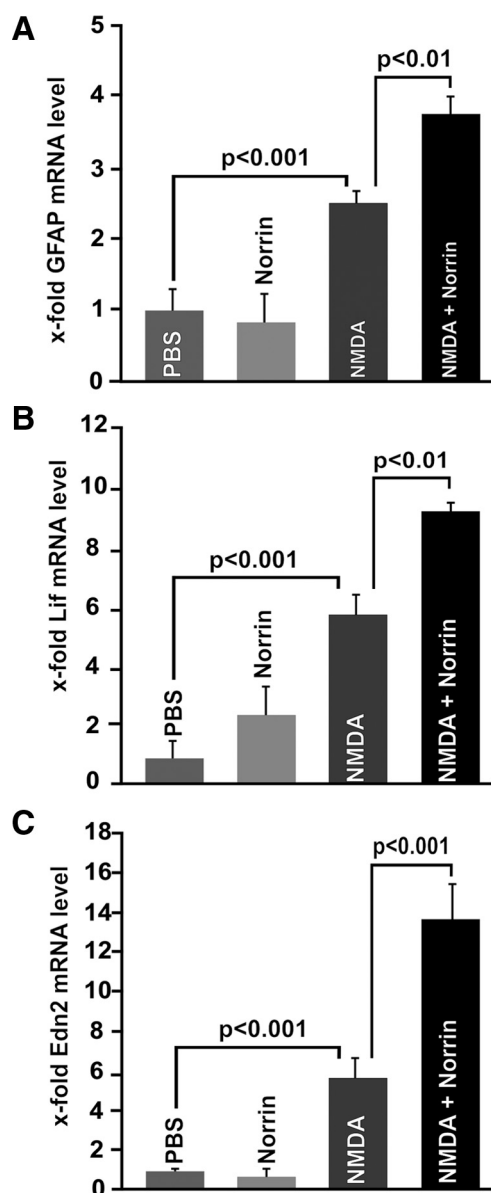 A
x-fold GFAP mRNA level
5
4
3
2
1
0
p<0.001
p<0.01
PBS
Norrin
NMDA
NMDA + Norrin
B
x-fold Lif mRNA level
12
10
8
6
4
2
0
p<0.001
p<0.01
PBS
Norrin
NMDA
NMDA + Norrin
C
x-fold Edn2 mRNA level
18
16
14
12
10
8
6
4
2
0
p<0.001
p<0.001
PBS
Norrin
NMDA
NMDA + Norrin